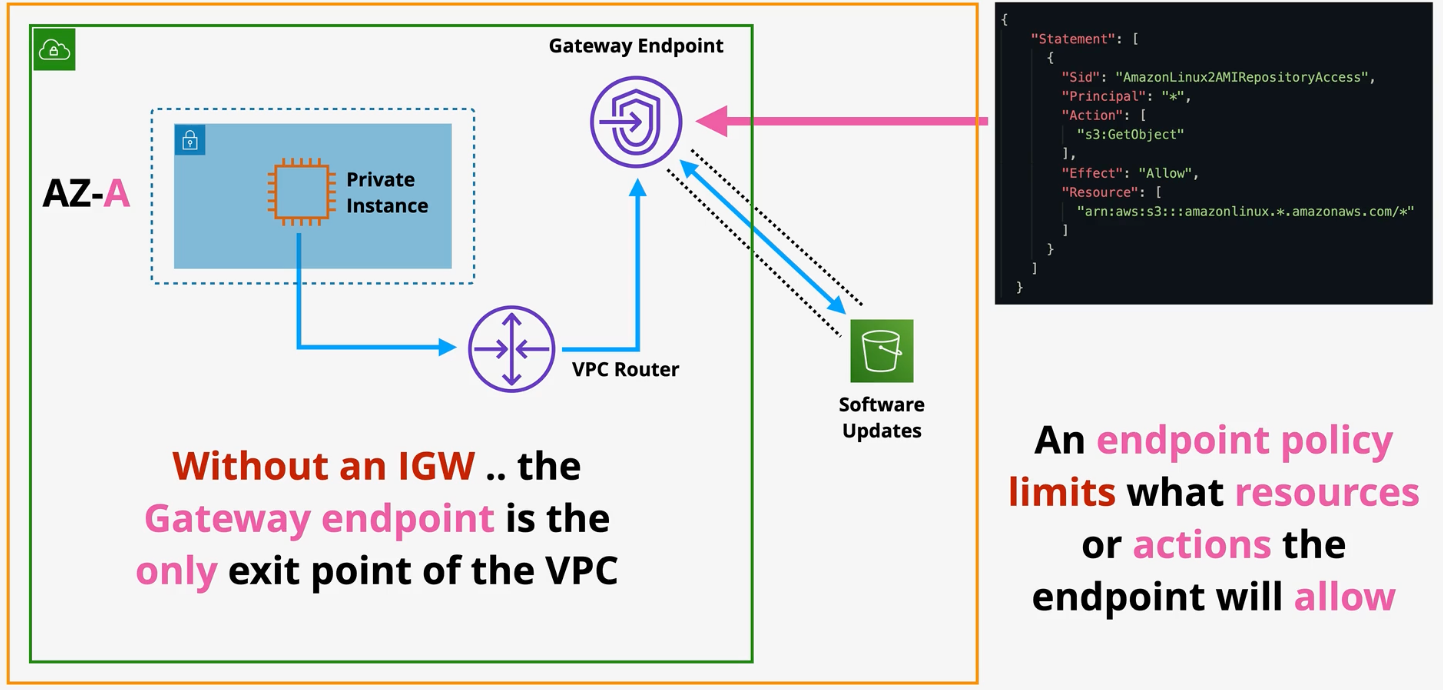 Gateway Endpoint
AZ-A
Private
Instance
VPC Router
Software
Updates
Without an IGW .. the
Gateway endpoint is the
only exit point of the VPC
{
"Statement": [
{
"Sid": "AmazonLinux2AMIRepositoryAccess",
"Principal": "*",
"Action": [
"s3:GetObject"
],
"Effect": "Allow",
"Resource": [
"arn:aws:s3:::amazonlinux.*.amazonaws.com/*"
]
}
]
}
An endpoint policy
limits what resources
or actions the
endpoint will allow